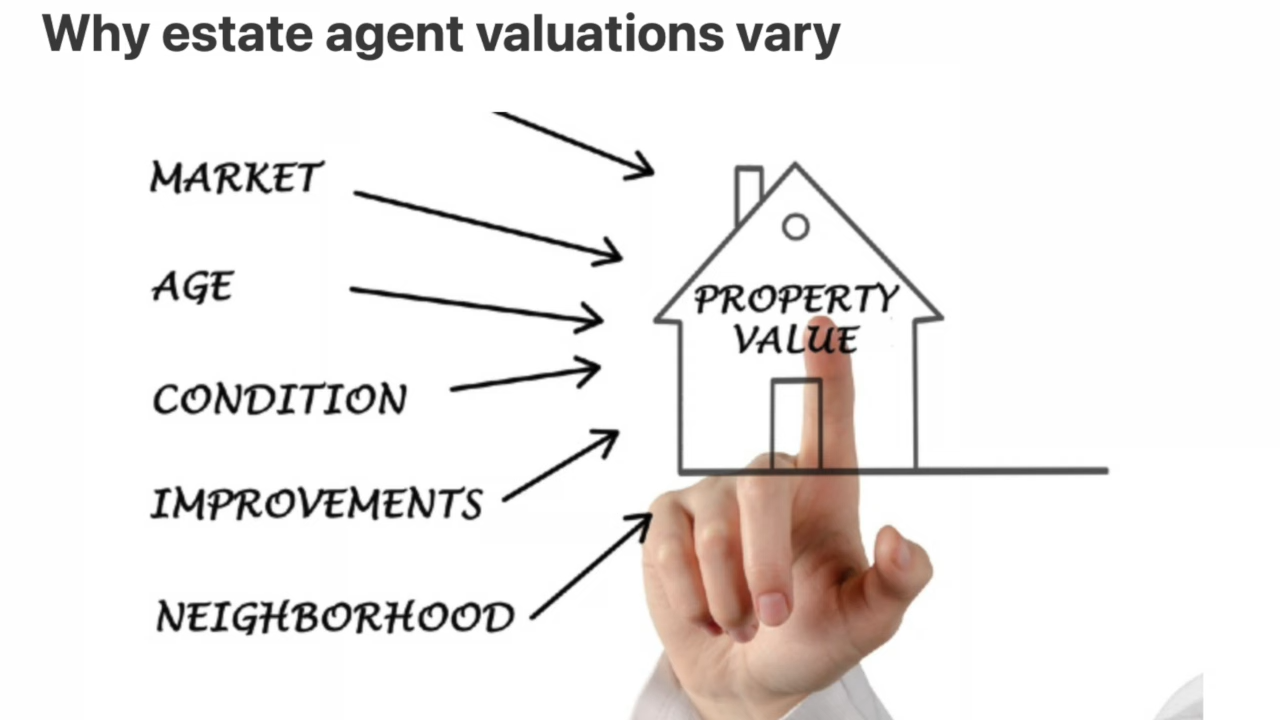 Why estate agent valuations vary
MARKET
AGE
CONDITION
IMPROVEMENTS
NEIGHBORHOOD
PROPERTY
VALUE